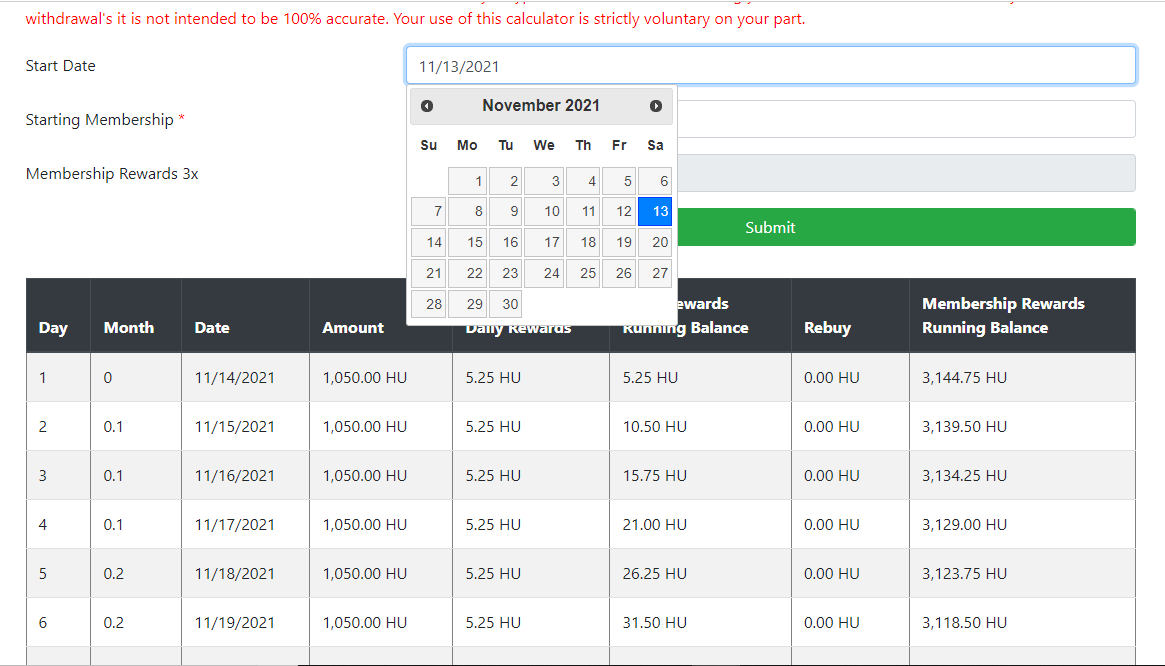 withdrawal's it is not intended to be 100% accurate. Your use of this calculator is strictly voluntary on your part.
Start Date
11/13/2021
November 2021
Su Mo Tu We Th Fr Sa
1 2 3 4 5 6
7 8 9 10 11 12 13
14 15 16 17 18 19 20
21 22 23 24 25 26 27
28 29 30
Starting Membership *
Membership Rewards 3x
Submit
Day Month Date Amount Daily Rewards Rewards Running Balance Rebuy Membership Rewards Running Balance
1 0 11/14/2021 1,050.00 HU 5.25 HU 5.25 HU 0.00 HU 3,144.75 HU
2 0.1 11/15/2021 1,050.00 HU 5.25 HU 10.50 HU 0.00 HU 3,139.50 HU
3 0.1 11/16/2021 1,050.00 HU 5.25 HU 15.75 HU 0.00 HU 3,134.25 HU
4 0.1 11/17/2021 1,050.00 HU 5.25 HU 21.00 HU 0.00 HU 3,129.00 HU
5 0.2 11/18/2021 1,050.00 HU 5.25 HU 26.25 HU 0.00 HU 3,123.75 HU
6 0.2 11/19/2021 1,050.00 HU 5.25 HU 31.50 HU 0.00 HU 3,118.50 HU